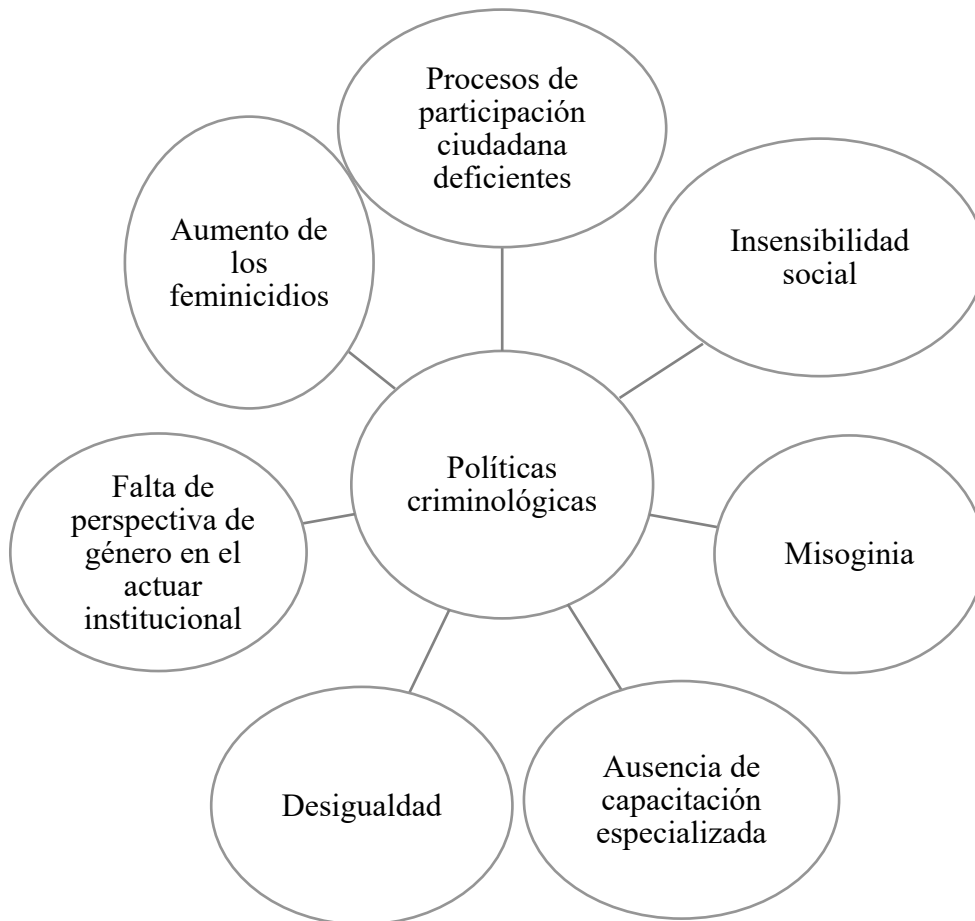 Procesos de
participación
ciudadana
deficientes
Insensibilidad
social
Misoginia
Ausencia de
capacitación
especializada
Desigualdad
Falta de
perspectiva de
género en el
actuar
institucional
Aumento de
los
feminicidios
Políticas
criminológicas